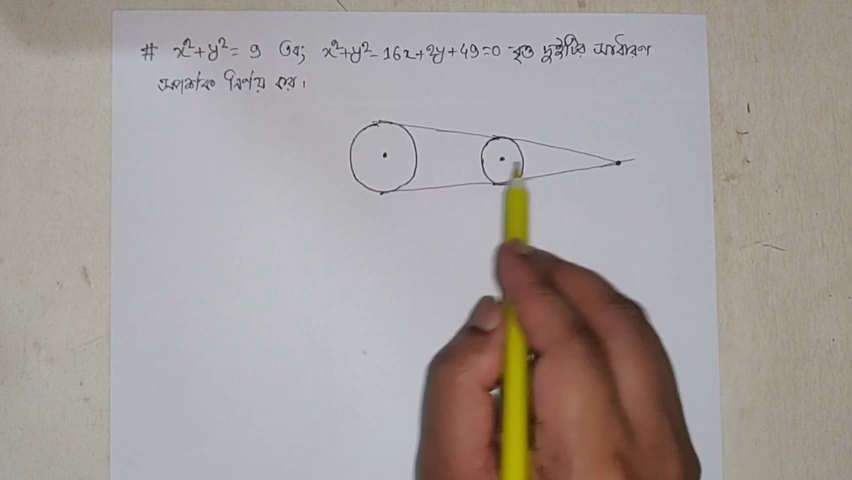 # x²+y² = 9 এবং x²+y²-16x+2y+49=0 বৃত্ত দুইটির সাধারণ
স্পর্শক নির্ণয় কর।